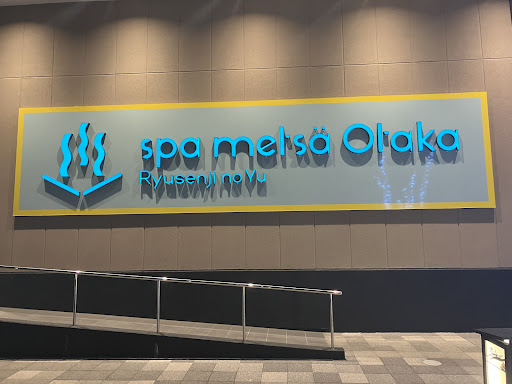 spa metsä Otaka
Ryusenji no Yu